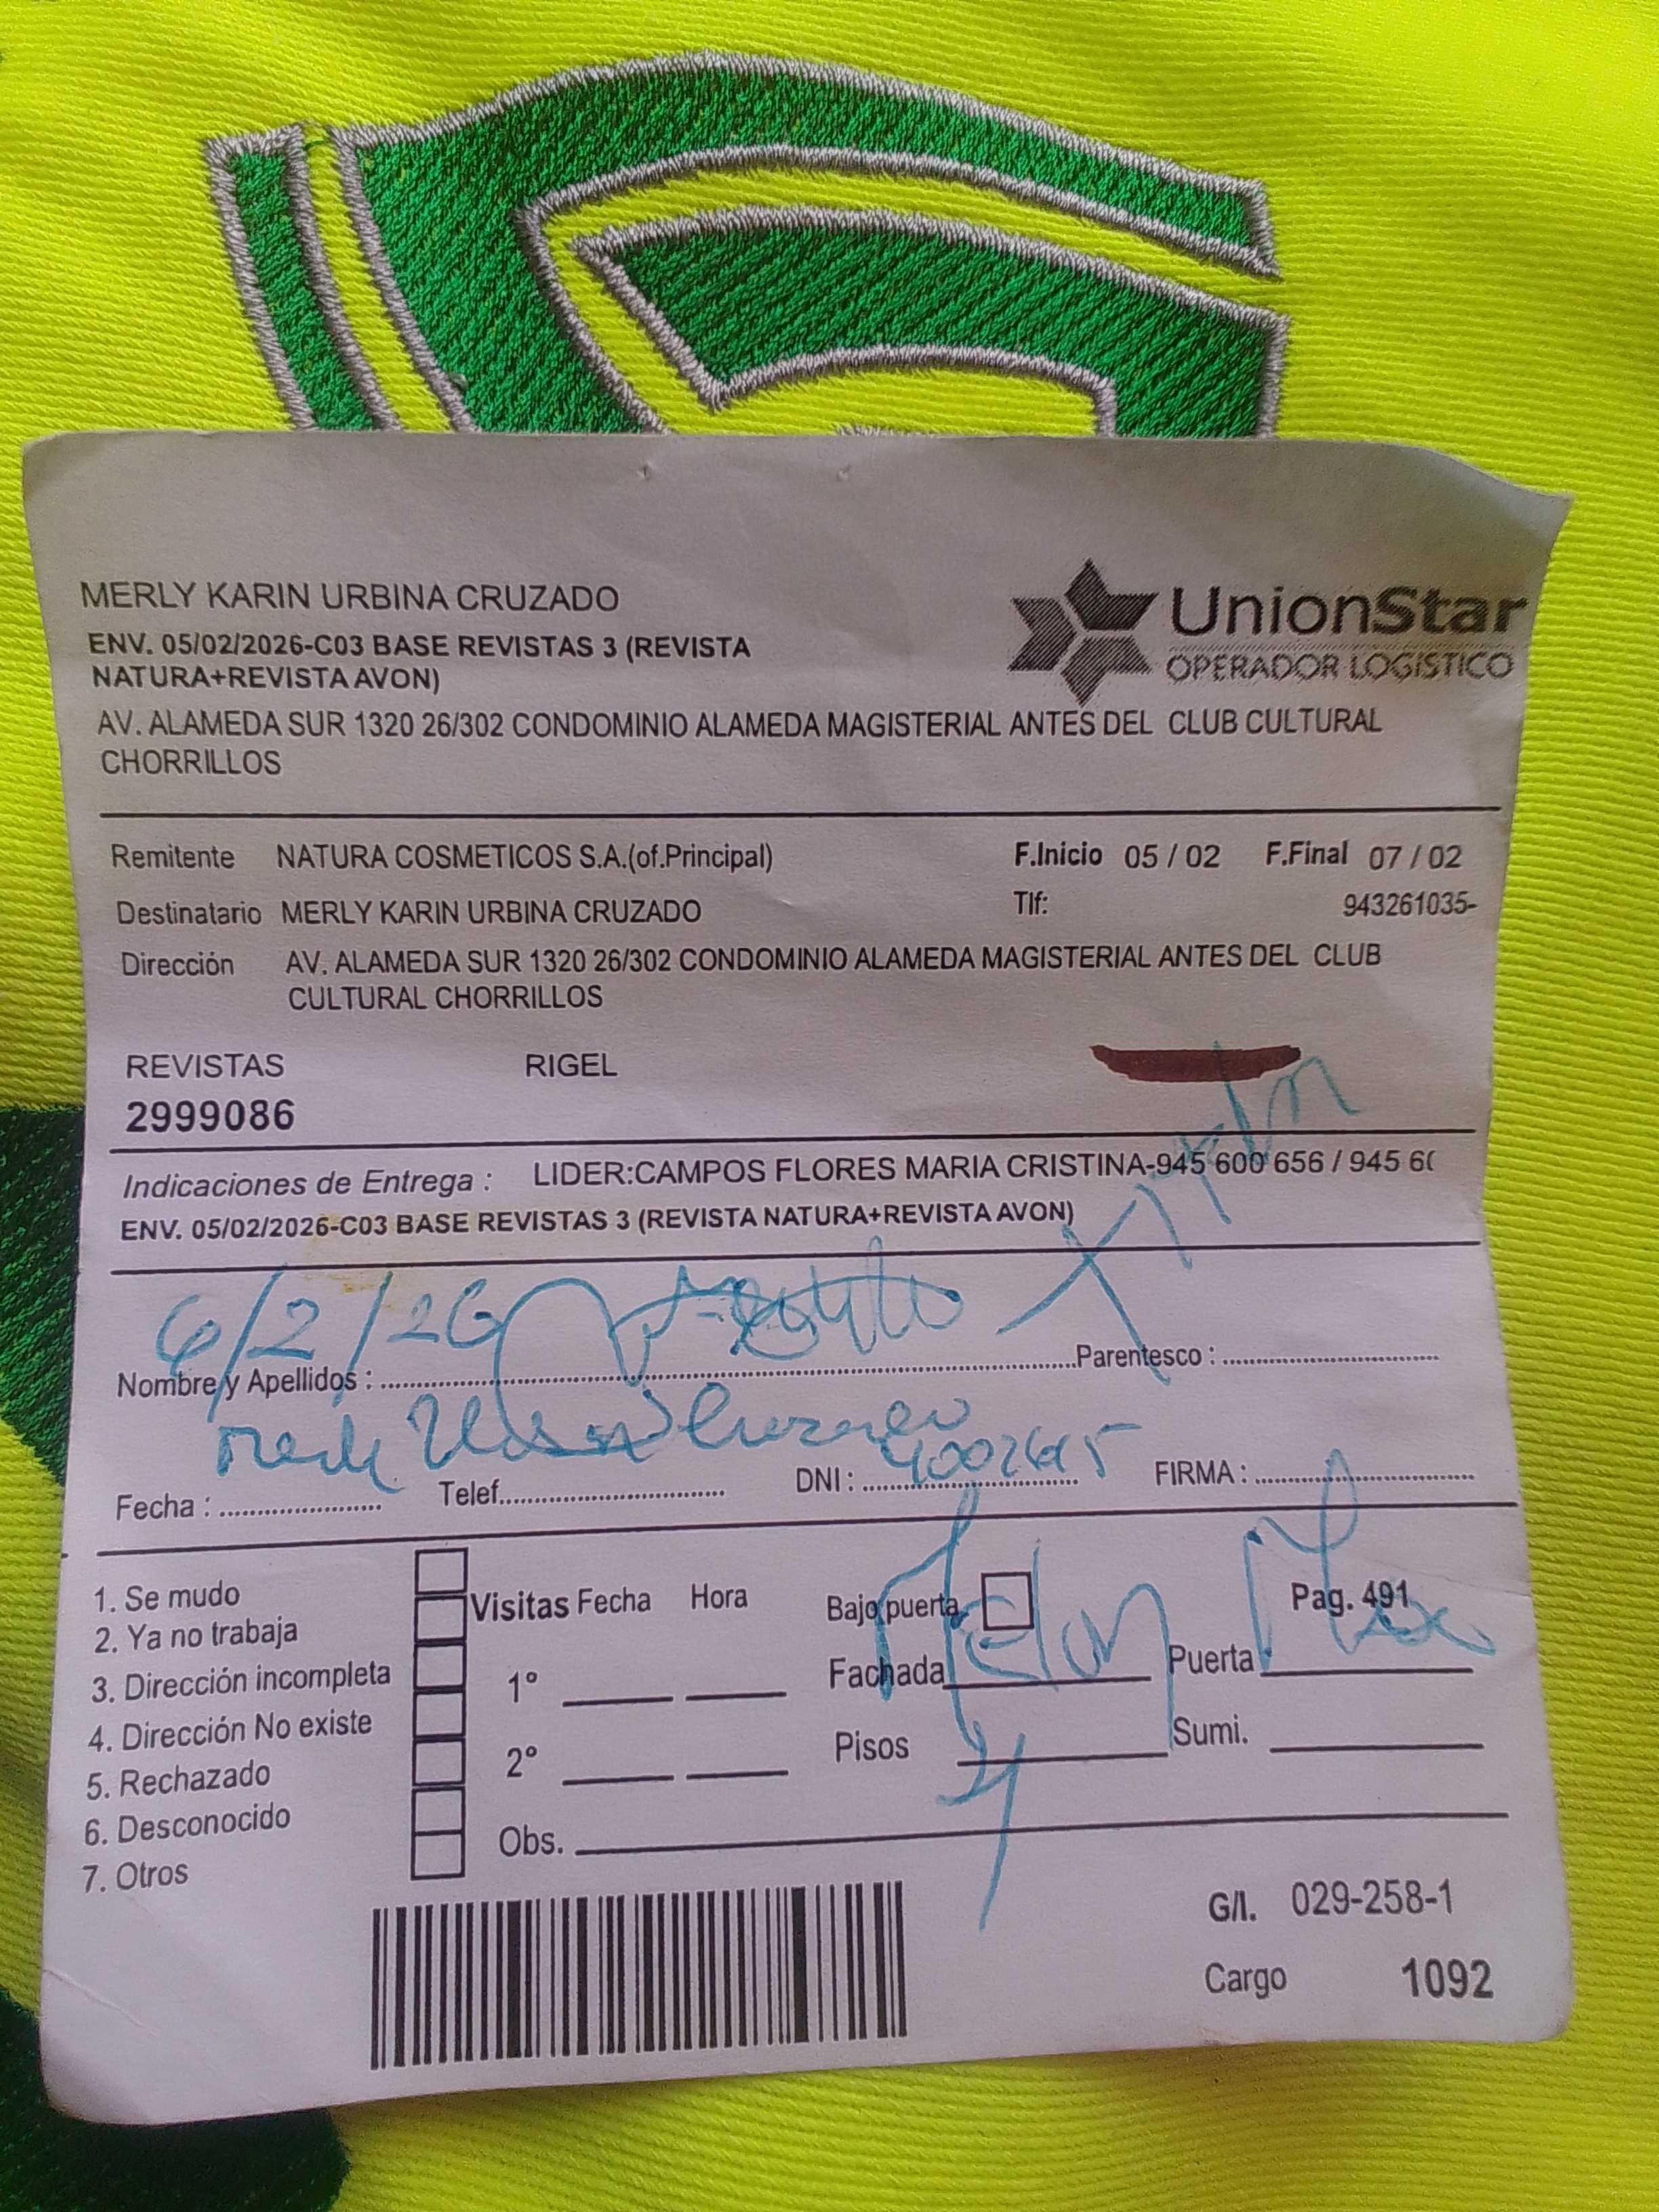 MERLY KARIN URBINA CRUZADO
ENV. 05/02/2026-C03 BASE REVISTAS 3 (REVISTA
NATURA+REVISTA AVON)
UnionStar
OPERADOR LOGÍSTICO
AV. ALAMEDA SUR 1320 26/302 CONDOMINIO ALAMEDA MAGISTERIAL ANTES DEL CLUB CULTURAL
CHORRILLOS
Remitente NATURA COSMETICOS S.A.(of.Principal) F.Inicio 05 / 02 F.Final 07 / 02
Destinatario MERLY KARIN URBINA CRUZADO Tlf: 943261035-
Dirección AV. ALAMEDA SUR 1320 26/302 CONDOMINIO ALAMEDA MAGISTERIAL ANTES DEL CLUB
CULTURAL CHORRILLOS
REVISTAS RIGEL
2999086
Indicaciones de Entrega : LIDER:CAMPOS FLORES MARIA CRISTINA-945 600 656 / 945 6
ENV. 05/02/2026-C03 BASE REVISTAS 3 (REVISTA NATURA+REVISTA AVON)
6/2/26
Nombre y Apellidos : Parentesco :
Fecha : Telef. DNI : FIRMA :
1. Se mudo
2. Ya no trabaja
3. Dirección incompleta
4. Dirección No existe
5. Rechazado
6. Desconocido
7. Otros
Visitas Fecha Hora
1º
2º
Obs.
Bajo puerta Pag. 491
Fachada Puerta
Pisos Sumi.
G/I. 029-258-1
Cargo 1092